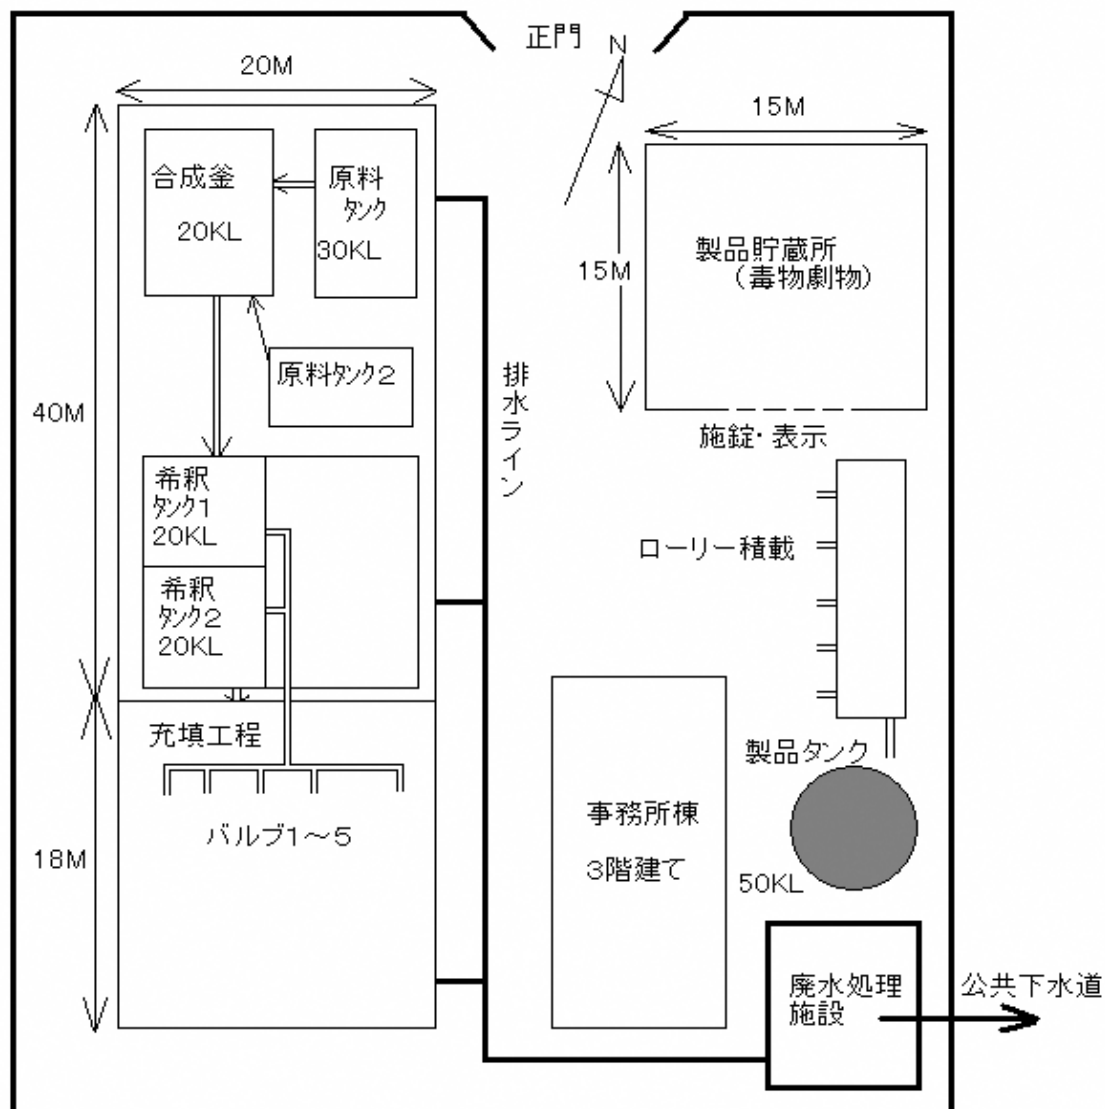 正門
N
20M
15M
合成釜
20KL
原料
タンク
30KL
製品貯蔵所
(毒物劇物)
15M
原料タンク2
40M
排水ライン
施錠・表示
希釈
タンク1
20KL
ローリー積載
希釈
タンク2
20KL
充填工程
製品タンク
バルブ1～5
事務所棟
3階建て
18M
50KL
廃水処理
施設
公共下水道